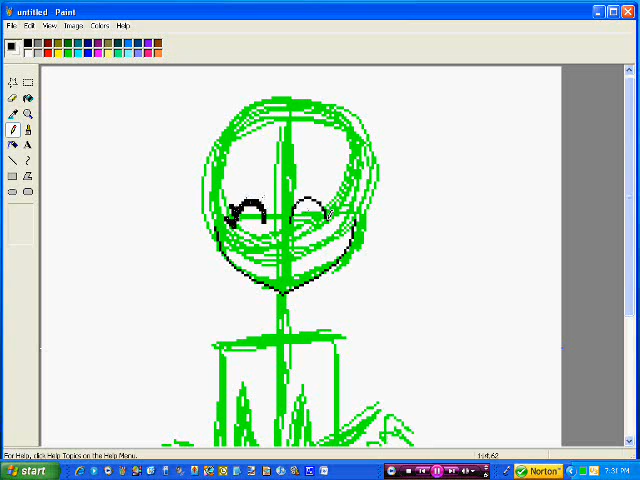 untitled Paint
File Edit View Image Colors Help
A
For Help, click Help Topics on the Help Menu.
start
Norton
7:31 PM